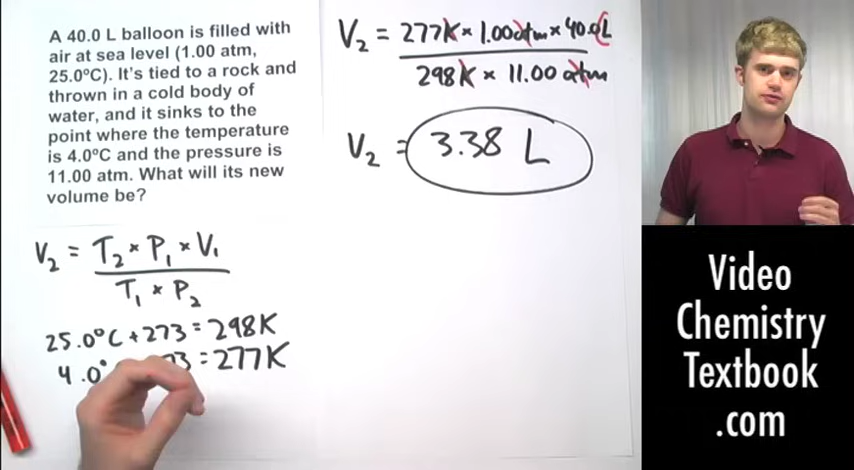 A 40.0 L balloon is filled with
air at sea level (1.00 atm,
25.0ºC). It's tied to a rock and
thrown in a cold body of
water, and it sinks to the
point where the temperature
is 4.0ºC and the pressure is
11.00 atm. What will its new
volume be?
V₂ = T₂ × P₁ × V₁
T₁ × P₂
25.0°C + 273 = 298K
4.0° 73 = 277K
V₂ = 277K × 1.00atm × 40.0L
298K × 11.00 atm
V₂ = 3.38 L
Video
Chemistry
Textbook
.com